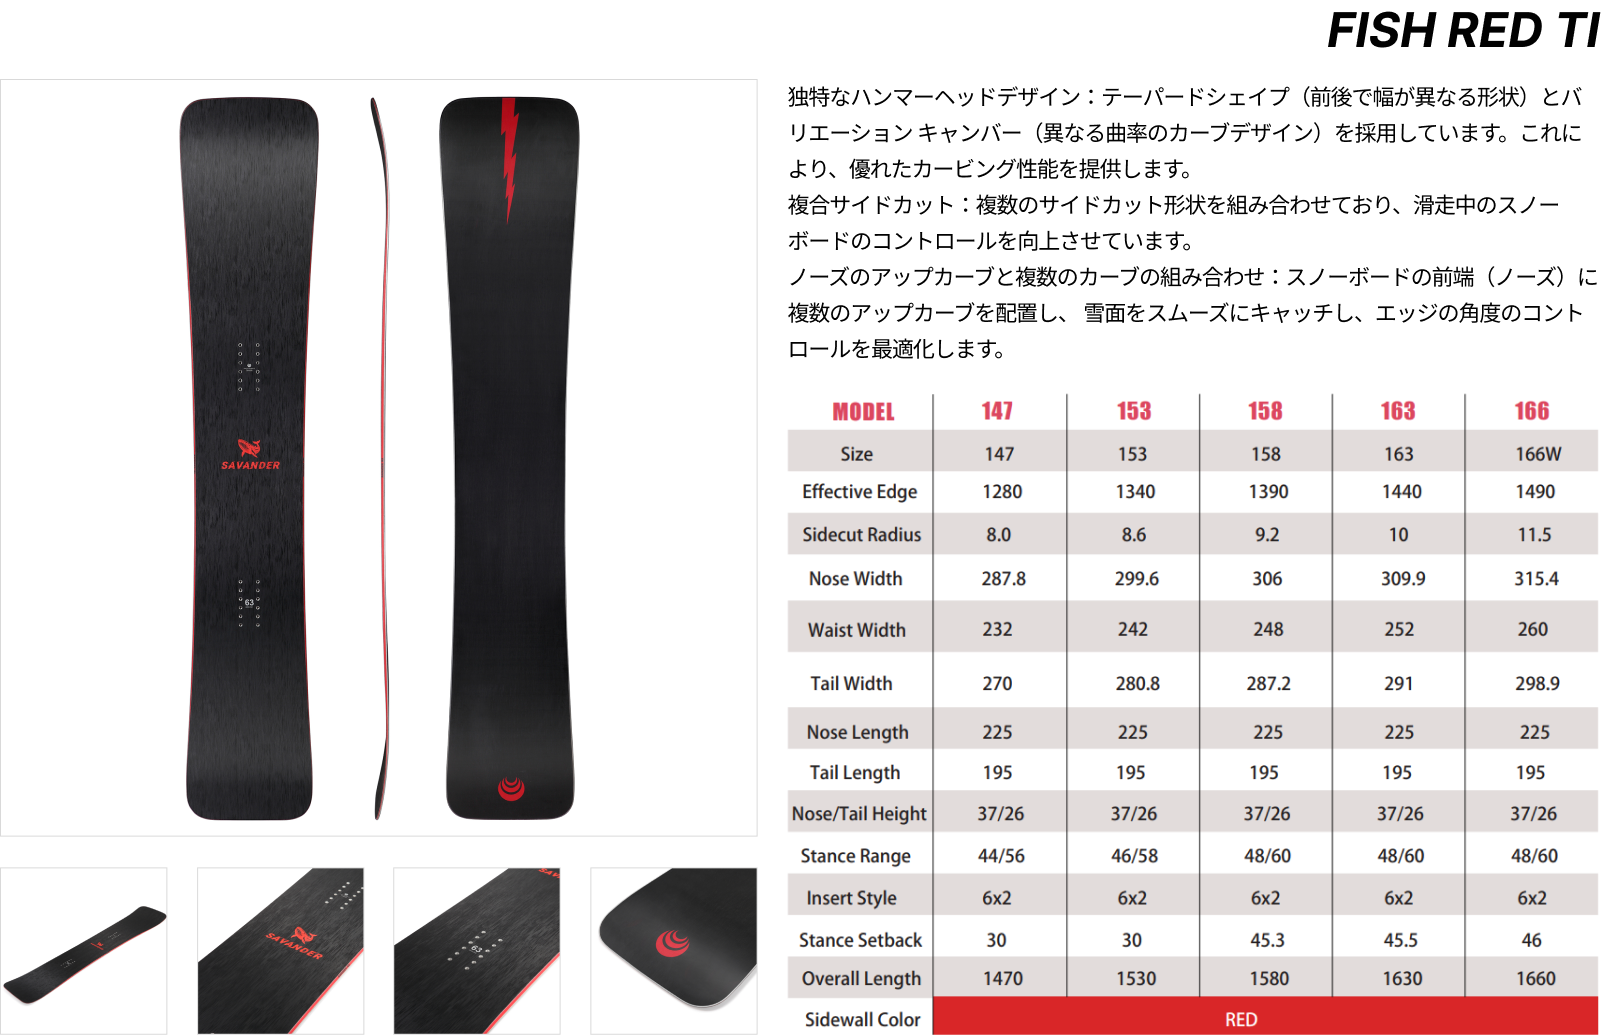 FISH RED TI
独特なハンマーヘッドデザイン：テーパードシェイプ（前後で幅が異なる形状）とバ
リエーション キャンバー（異なる曲率のカーブデザイン）を採用しています。これに
より、優れたカービング性能を提供します。
複合サイドカット：複数のサイドカット形状を組み合わせており、滑走中のスノー
ボードのコントロールを向上させています。
ノーズのアップカーブと複数のカーブの組み合わせ：スノーボードの前端（ノーズ）に
複数のアップカーブを配置し、 雪面をスムーズにキャッチし、エッジの角度のコント
ロールを最適化します。
SAVANDER
63
MODEL 147 153 158 163 166
Size 147 153 158 163 166W
Effective Edge 1280 1340 1390 1440 1490
Sidecut Radius 8.0 8.6 9.2 10 11.5
Nose Width 287.8 299.6 306 309.9 315.4
Waist Width 232 242 248 252 260
Tail Width 270 280.8 287.2 291 298.9
Nose Length 225 225 225 225 225
Tail Length 195 195 195 195 195
Nose/Tail Height 37/26 37/26 37/26 37/26 37/26
Stance Range 44/56 46/58 48/60 48/60 48/60
Insert Style 6x2 6x2 6x2 6x2 6x2
Stance Setback 30 30 45.3 45.5 46
Overall Length 1470 1530 1580 1630 1660
Sidewall Color RED
SAVANDER
63